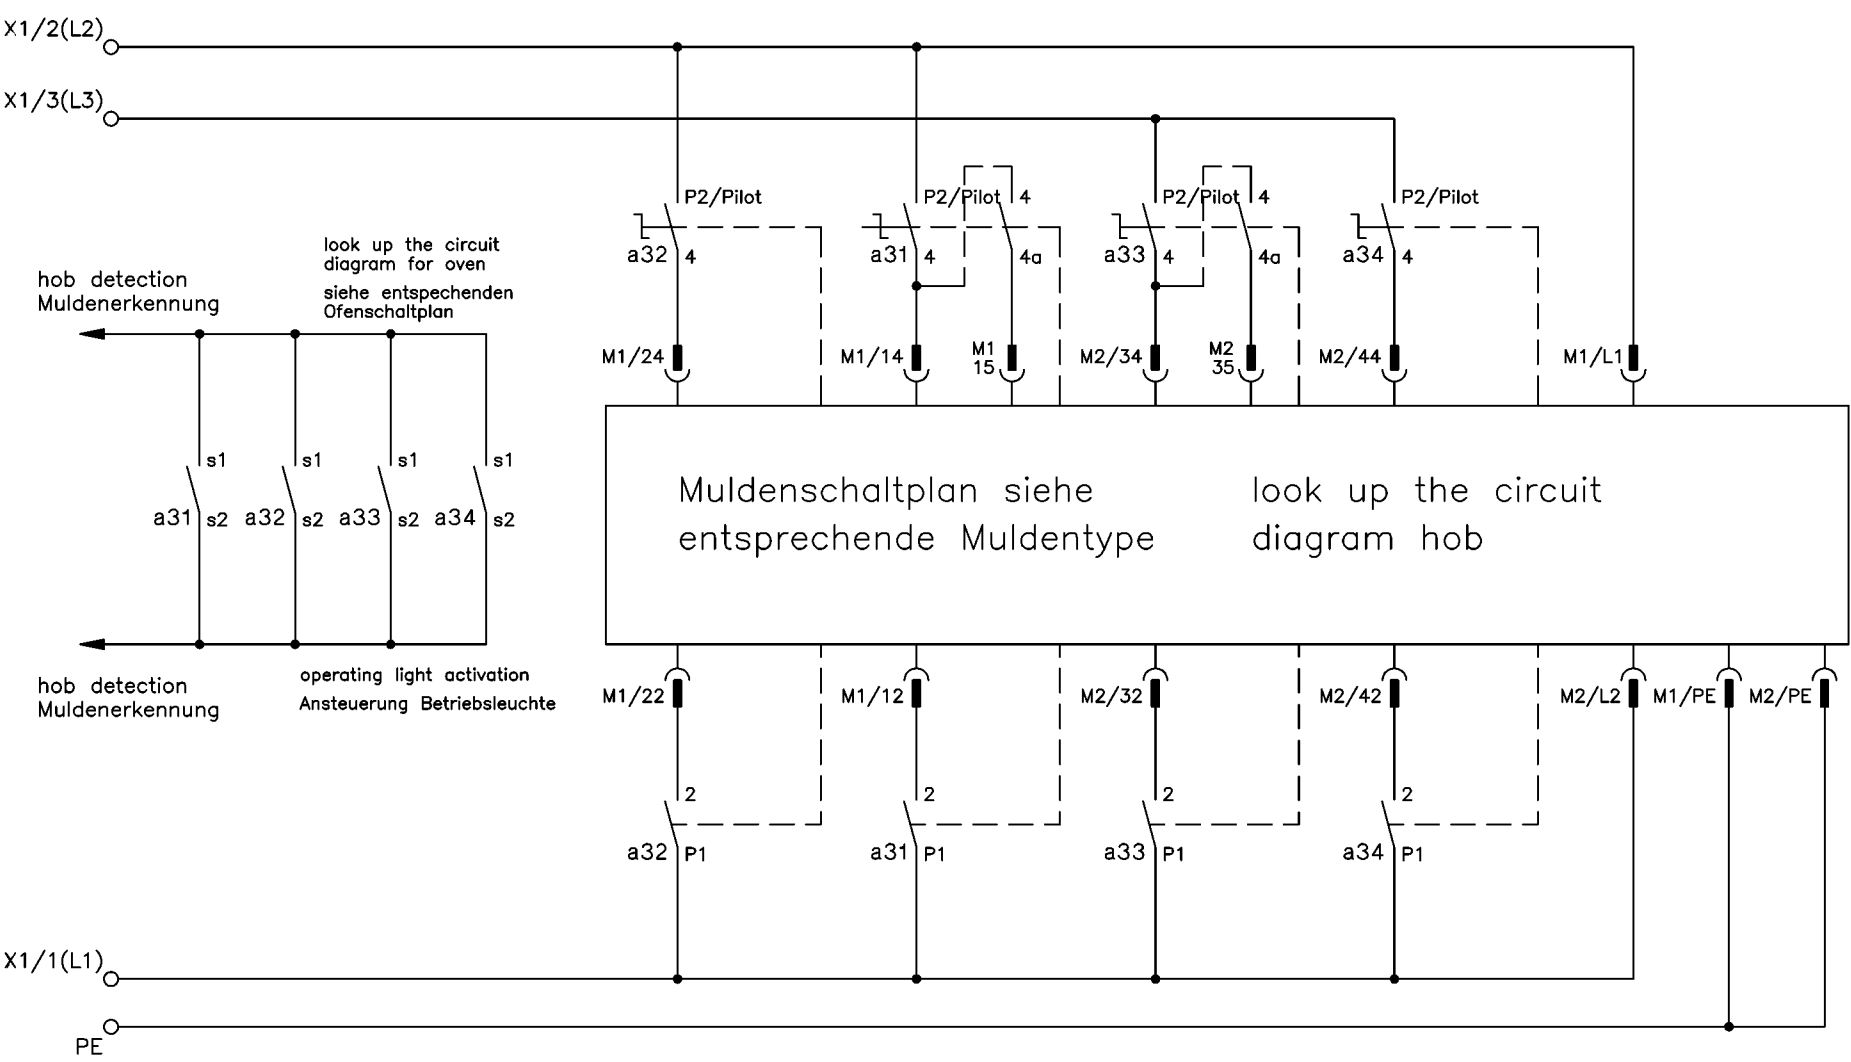 X1/2(L2)
X1/3(L3)
P2/Pilot
P2/Pilot 4
P2/Pilot 4
P2/Pilot
a32 4
a31 4 4a
a33 4 4a
a34 4
look up the circuit
diagram for oven
siehe entspechenden
Ofenschaltplan
hob detection
Muldenerkennung
M1/24
M1/14
M1
15
M2/34
M2
35
M2/44
M1/L1
s1 s1 s1 s1
a31 s2 a32 s2 a33 s2 a34 s2
Muldenschaltplan siehe
entsprechende Muldentype
look up the circuit
diagram hob
hob detection
Muldenerkennung
operating light activation
Ansteuerung Betriebsleuchte
M1/22
M1/12
M2/32
M2/42
M2/L2
M1/PE
M2/PE
2 2 2 2
a32 P1
a31 P1
a33 P1
a34 P1
X1/1(L1)
PE